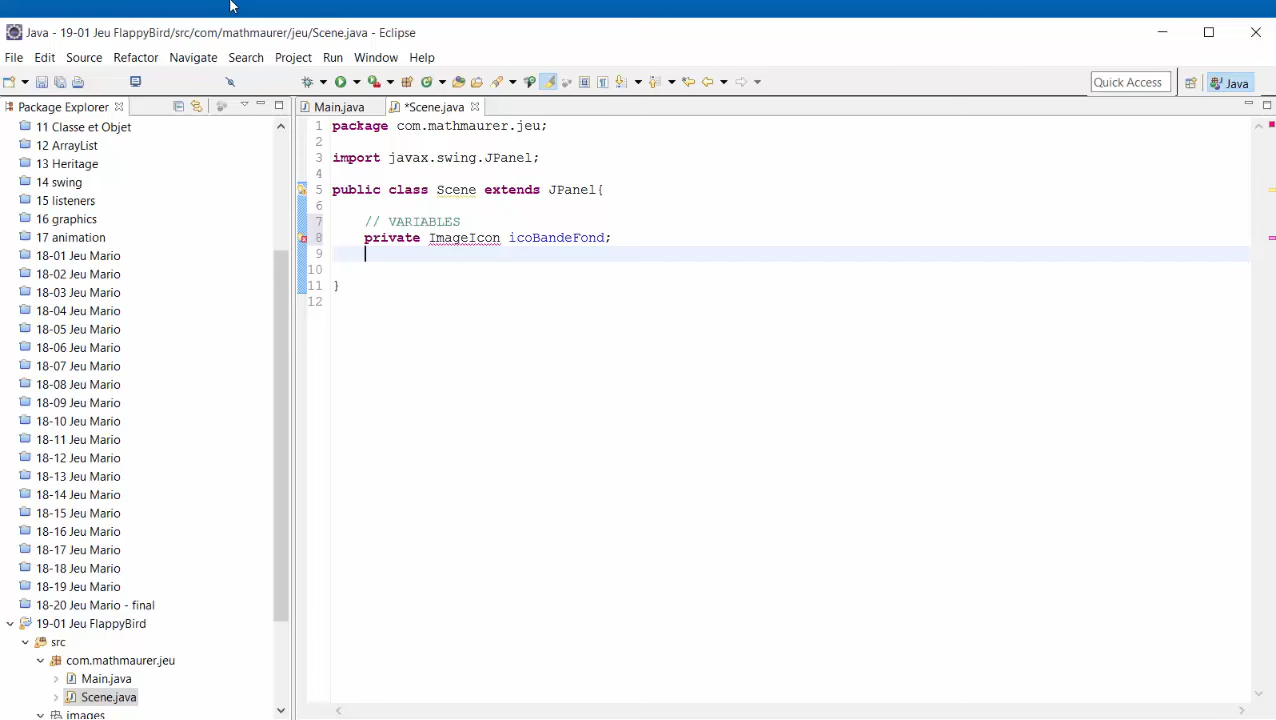 Java - 19-01 Jeu FlappyBird/src/com/mathmaurer/jeu/Scene.java - Eclipse
File Edit Source Refactor Navigate Search Project Run Window Help
Quick Access Java
Package Explorer Main.java *Scene.java
11 Classe et Objet
12 ArrayList
13 Heritage
14 swing
15 listeners
16 graphics
17 animation
18-01 Jeu Mario
18-02 Jeu Mario
18-03 Jeu Mario
18-04 Jeu Mario
18-05 Jeu Mario
18-06 Jeu Mario
18-07 Jeu Mario
18-08 Jeu Mario
18-09 Jeu Mario
18-10 Jeu Mario
18-11 Jeu Mario
18-12 Jeu Mario
18-13 Jeu Mario
18-14 Jeu Mario
18-15 Jeu Mario
18-16 Jeu Mario
18-17 Jeu Mario
18-18 Jeu Mario
18-19 Jeu Mario
18-20 Jeu Mario - final
19-01 Jeu FlappyBird
src
com.mathmaurer.jeu
Main.java
Scene.java
images
1 package com.mathmaurer.jeu;
2
3 import javax.swing.JPanel;
4
5 public class Scene extends JPanel{
6
7 // VARIABLES
8 private ImageIcon icoBandeFond;
9
10
11 }
12